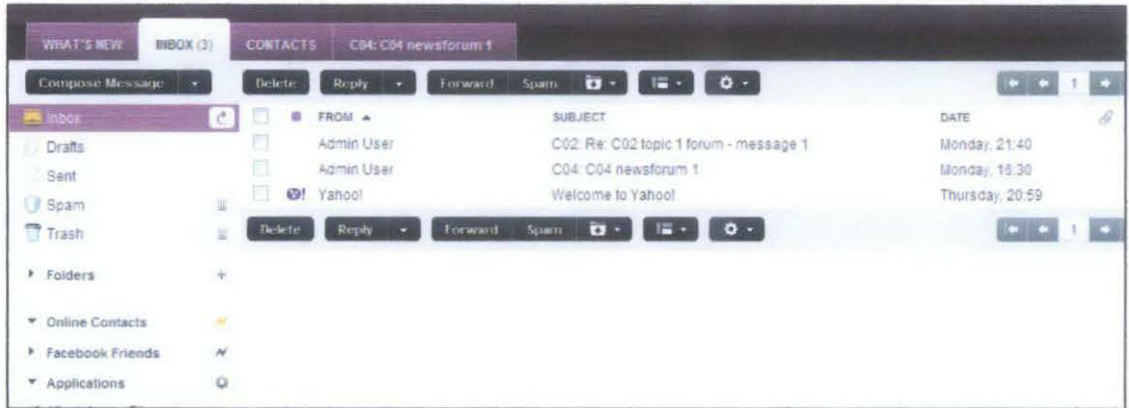 WHAT'S NEW INBOX (3) CONTACTS C04: C04 newsforum 1
Compose Message Delete Reply Forward Spam 1
Inbox FROM SUBJECT DATE
Drafts Admin User C02: Re: C02 topic 1 forum - message 1 Monday, 21:40
Sent Admin User C04: C04 newsforum 1 Monday, 16:30
Spam Y! Yahoo! Welcome to Yahoo! Thursday, 20:59
Trash Delete Reply Forward Spam 1
Folders
Online Contacts
Facebook Friends
Applications